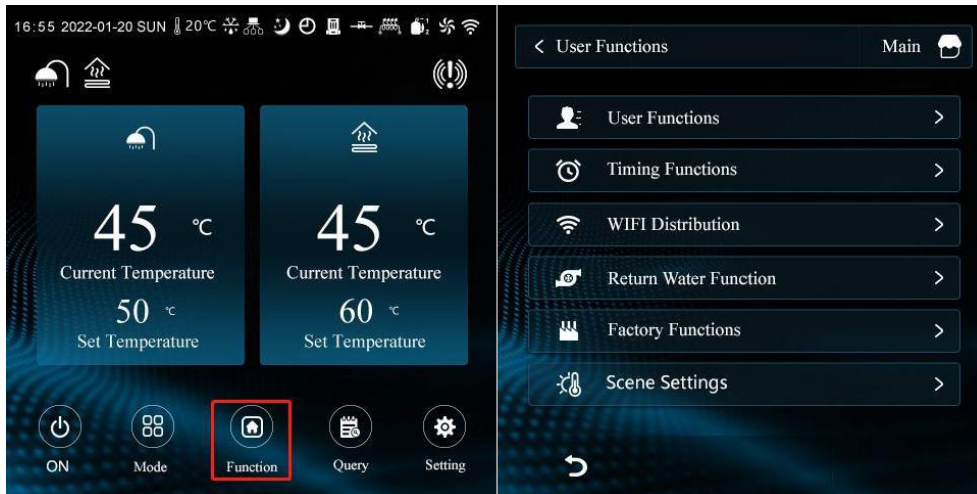 16:55 2022-01-20 SUN 20℃
45 ℃
Current Temperature
50 ℃
Set Temperature
45 ℃
Current Temperature
60 ℃
Set Temperature
ON
Mode
Function
Query
Setting
< User Functions
Main
User Functions >
Timing Functions >
WIFI Distribution >
Return Water Function >
Factory Functions >
Scene Settings >